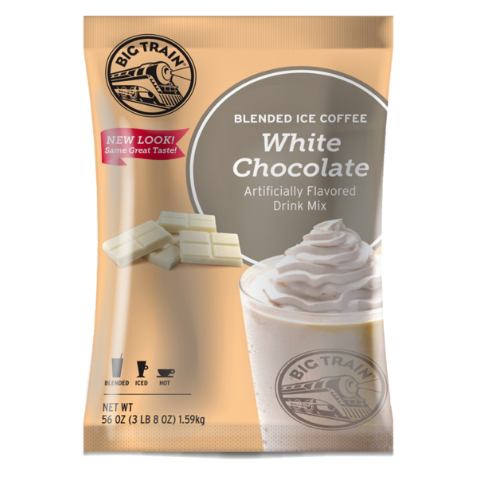 BIG TRAIN
BLENDED ICE COFFEE
White
Chocolate
Artificially Flavored
Drink Mix
NEW LOOK!
Same Great Taste!
BLENDED ICED HOT
NET WT
56 OZ (3 LB 8 OZ) 1.59kg
BIG TRAIN